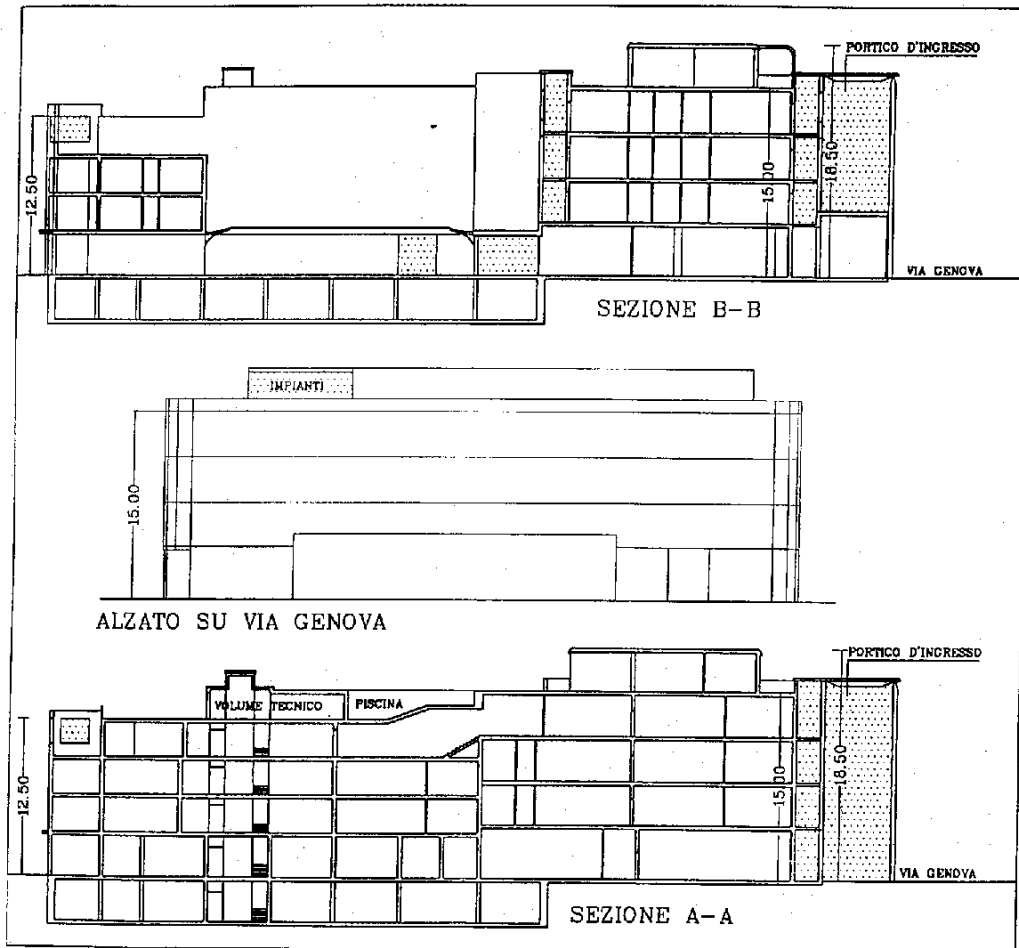 PORTICO D'INGRESSO
12.50
15.00
18.50
VIA GENOVA
SEZIONE B-B
IMPIANTI
15.00
ALZATO SU VIA GENOVA
PORTICO D'INGRESSO
VOLUME TECNICO
PISCINA
12.50
15.00
18.50
VIA GENOVA
SEZIONE A-A